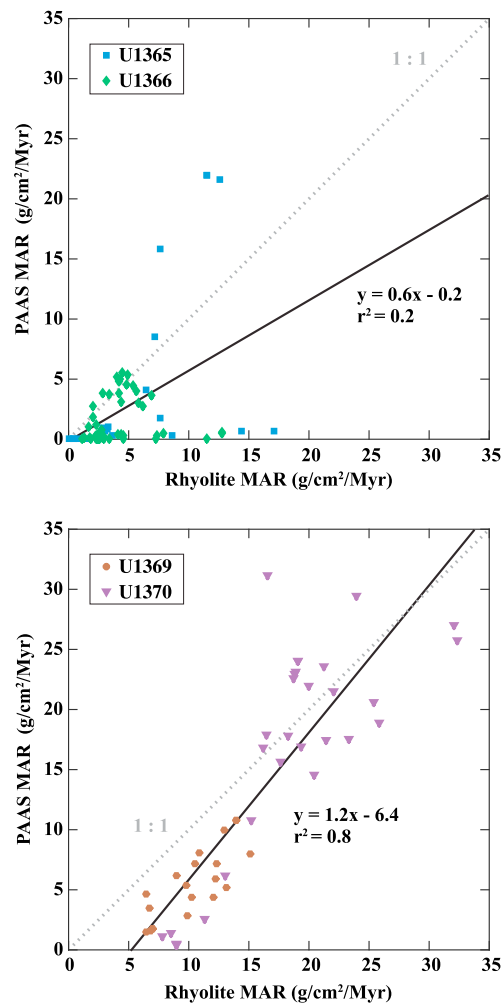 35
30
25
20
15
10
5
0
PAAS MAR (g/cm²/Myr)
U1365
U1366
1 : 1
y = 0.6x - 0.2
r² = 0.2
0 5 10 15 20 25 30 35
Rhyolite MAR (g/cm²/Myr)
35
30
25
20
15
10
5
0
PAAS MAR (g/cm²/Myr)
U1369
U1370
1 : 1
y = 1.2x - 6.4
r² = 0.8
0 5 10 15 20 25 30 35
Rhyolite MAR (g/cm²/Myr)